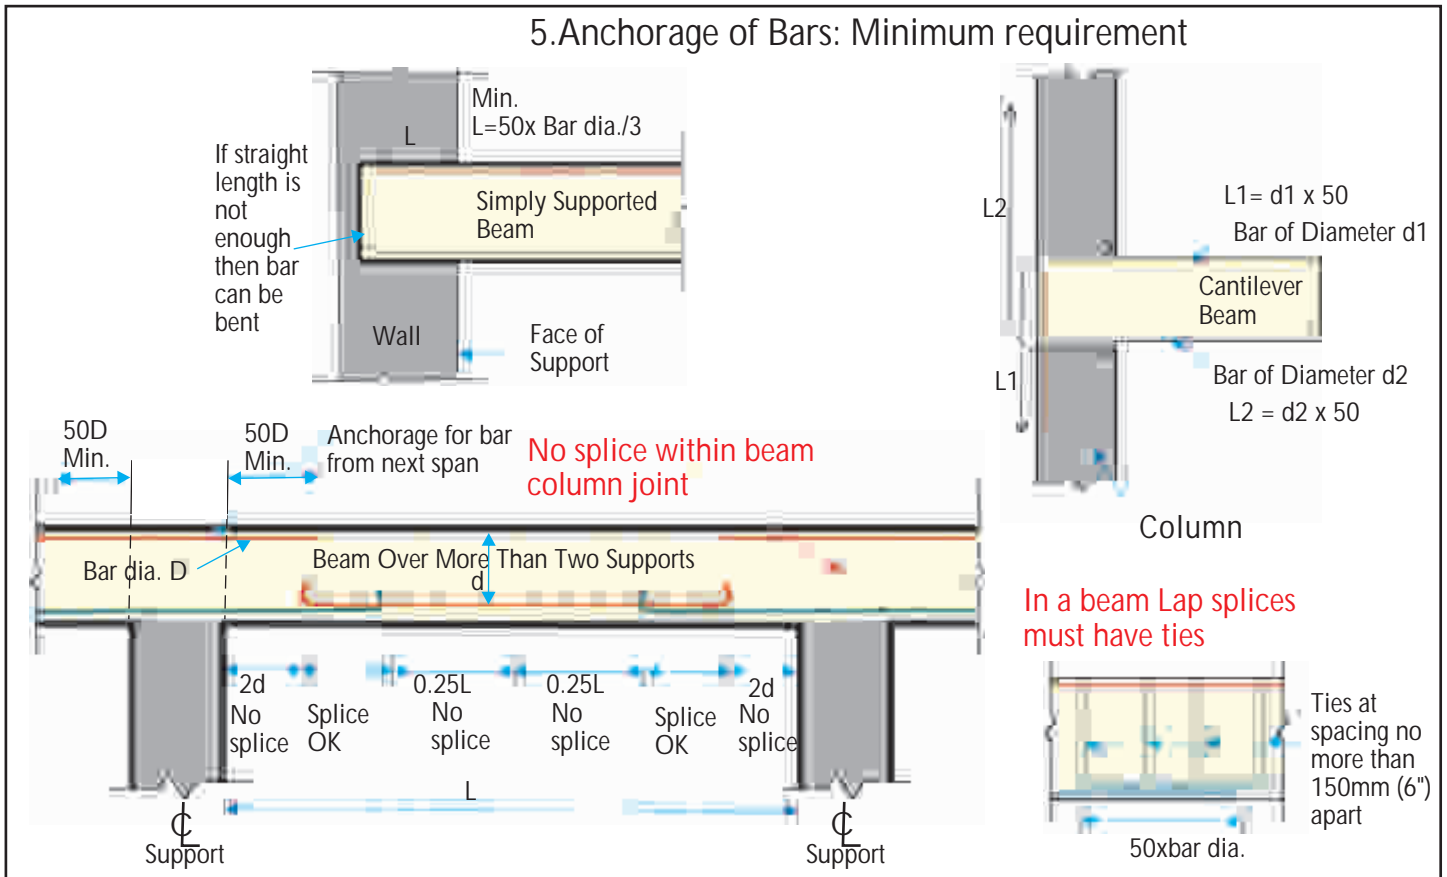 5.Anchorage of Bars: Minimum requirement
Min.
L=50x Bar dia./3
L
If straight
length is
not
enough
then bar
can be
bent
Simply Supported
Beam
Wall
Face of
Support
L2
L1= d1 x 50
Bar of Diameter d1
Cantilever
Beam
L1
Bar of Diameter d2
L2 = d2 x 50
Column
50D
Min.
50D
Min.
Anchorage for bar
from next span
No splice within beam
column joint
Bar dia. D
Beam Over More Than Two Supports
d
2d
No
splice
Splice
OK
0.25L
No
splice
0.25L
No
splice
Splice
OK
2d
No
splice
L
℄
Support
℄
Support
In a beam Lap splices
must have ties
Ties at
spacing no
more than
150mm (6")
apart
50xbar dia.